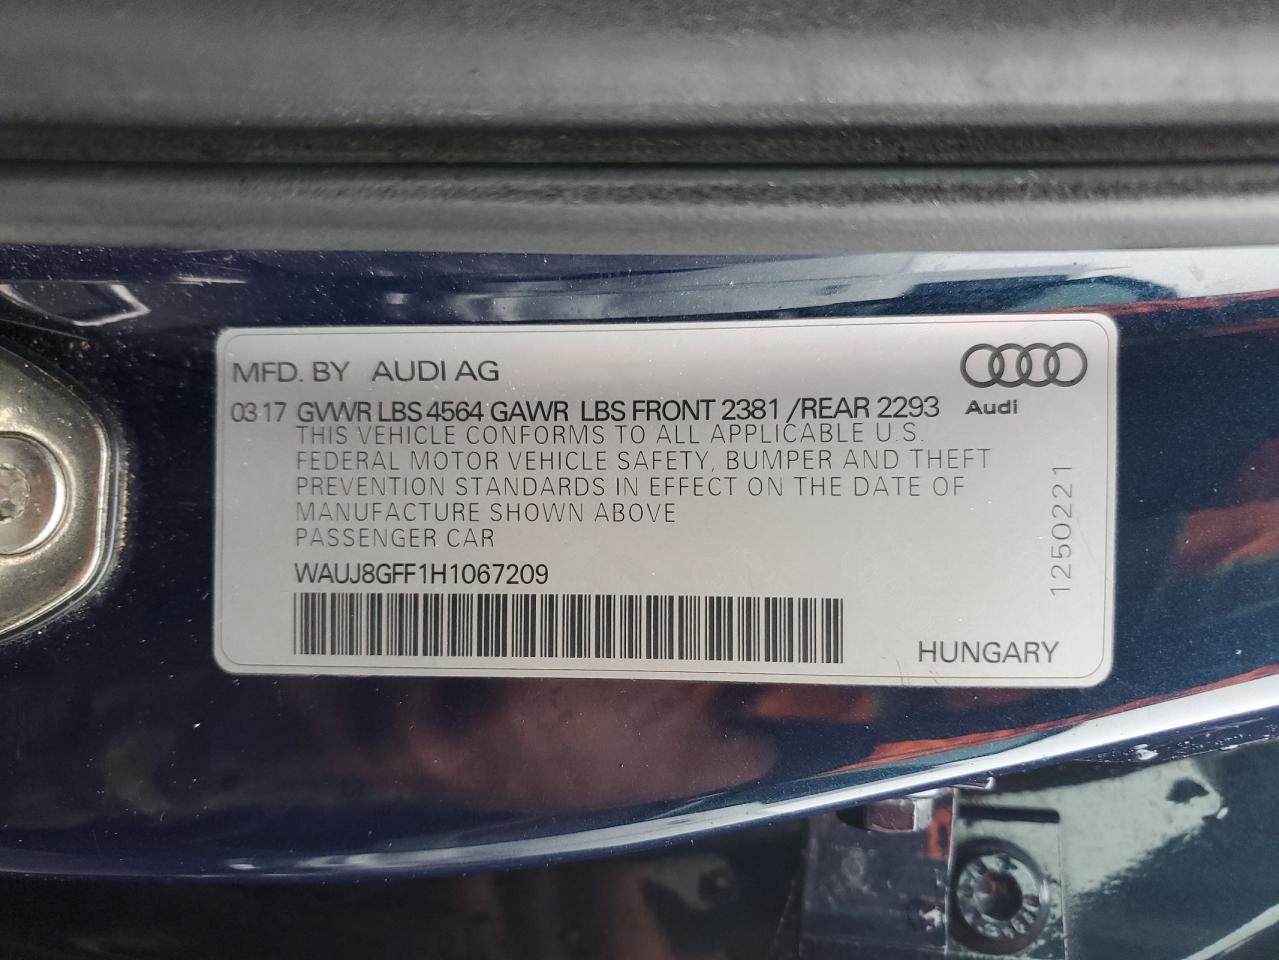 MFD. BY AUDI AG
03 17 GVWR LBS 4564 GAWR LBS FRONT 2381 /REAR 2293
Audi
THIS VEHICLE CONFORMS TO ALL APPLICABLE U.S.
FEDERAL MOTOR VEHICLE SAFETY, BUMPER AND THEFT
PREVENTION STANDARDS IN EFFECT ON THE DATE OF
MANUFACTURE SHOWN ABOVE
PASSENGER CAR
WAUJ8GFF1H1067209
HUNGARY
1250221